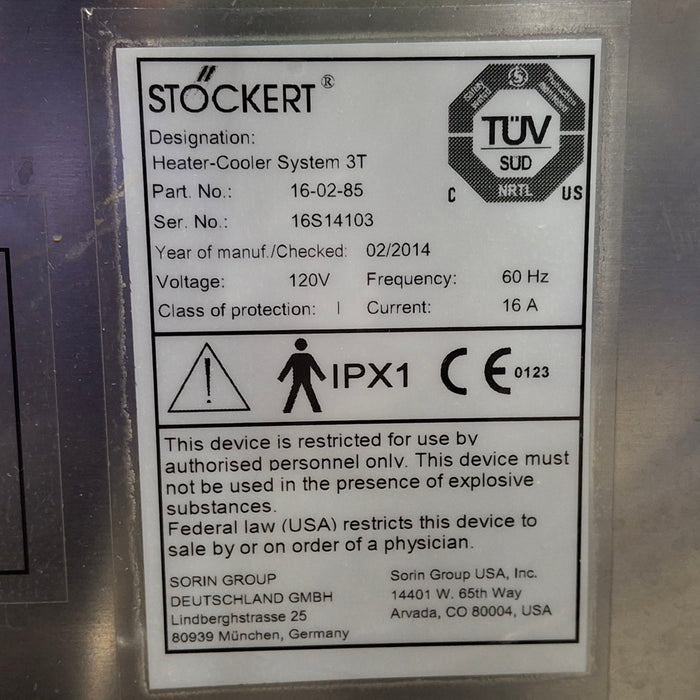 STÖCKERT®
Designation:
Heater-Cooler System 3T
Part. No.: 16-02-85
Ser. No.: 16S14103
Year of manuf./Checked: 02/2014
Voltage: 120V Frequency: 60 Hz
Class of protection: I Current: 16 A
TÜV
SÜD
C NRTL US
IPX1 CE 0123
This device is restricted for use by
authorised personnel only. This device must
not be used in the presence of explosive
substances.
Federal law (USA) restricts this device to
sale by or on order of a physician.
SORIN GROUP
DEUTSCHLAND GMBH
Lindberghstrasse 25
80939 München, Germany
Sorin Group USA, Inc.
14401 W. 65th Way
Arvada, CO 80004, USA